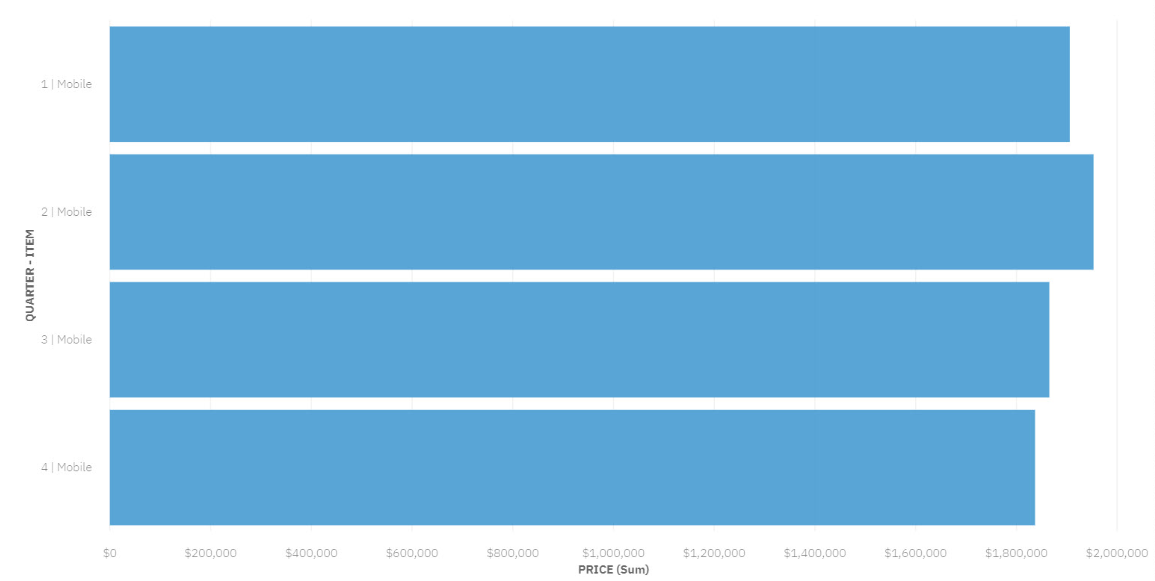 1 | Mobile
2 | Mobile
3 | Mobile
4 | Mobile
QUARTER - ITEM
$0 $200,000 $400,000 $600,000 $800,000 $1,000,000 $1,200,000 $1,400,000 $1,600,000 $1,800,000 $2,000,000
PRICE (Sum)